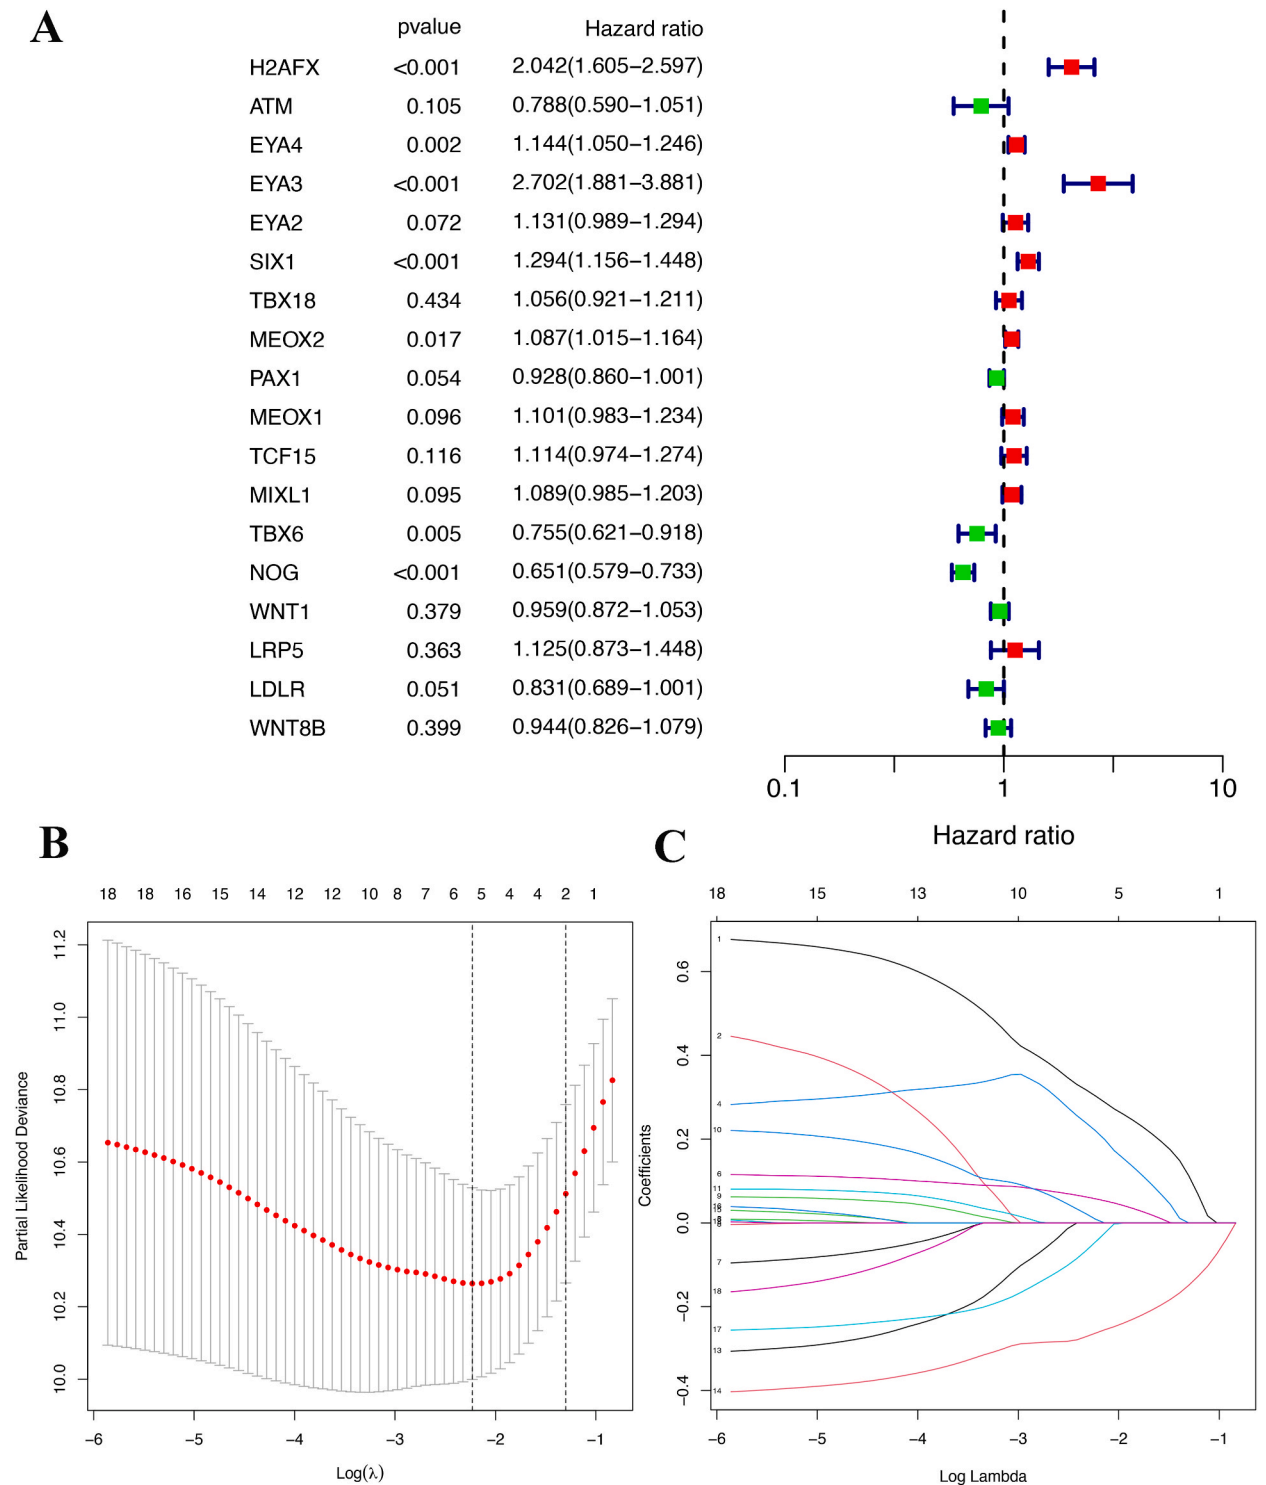 A
pvalue Hazard ratio
H2AFX <0.001 2.042(1.605−2.597)
ATM 0.105 0.788(0.590−1.051)
EYA4 0.002 1.144(1.050−1.246)
EYA3 <0.001 2.702(1.881−3.881)
EYA2 0.072 1.131(0.989−1.294)
SIX1 <0.001 1.294(1.156−1.448)
TBX18 0.434 1.056(0.921−1.211)
MEOX2 0.017 1.087(1.015−1.164)
PAX1 0.054 0.928(0.860−1.001)
MEOX1 0.096 1.101(0.983−1.234)
TCF15 0.116 1.114(0.974−1.274)
MIXL1 0.095 1.089(0.985−1.203)
TBX6 0.005 0.755(0.621−0.918)
NOG <0.001 0.651(0.579−0.733)
WNT1 0.379 0.959(0.872−1.053)
LRP5 0.363 1.125(0.873−1.448)
LDLR 0.051 0.831(0.689−1.001)
WNT8B 0.399 0.944(0.826−1.079)
0.1 1 10
Hazard ratio
B
18 18 16 15 14 12 12 10 8 7 6 5 4 4 2 1
Partial Likelihood Deviance
11.2
11.0
10.8
10.6
10.4
10.2
10.0
−6 −5 −4 −3 −2 −1
Log(λ)
C
18 15 13 10 5 1
Coefficients
0.6
0.4
0.2
0.0
−0.2
−0.4
1
2
4
10
6
11
9
7
18
17
13
14
−6 −5 −4 −3 −2 −1
Log Lambda